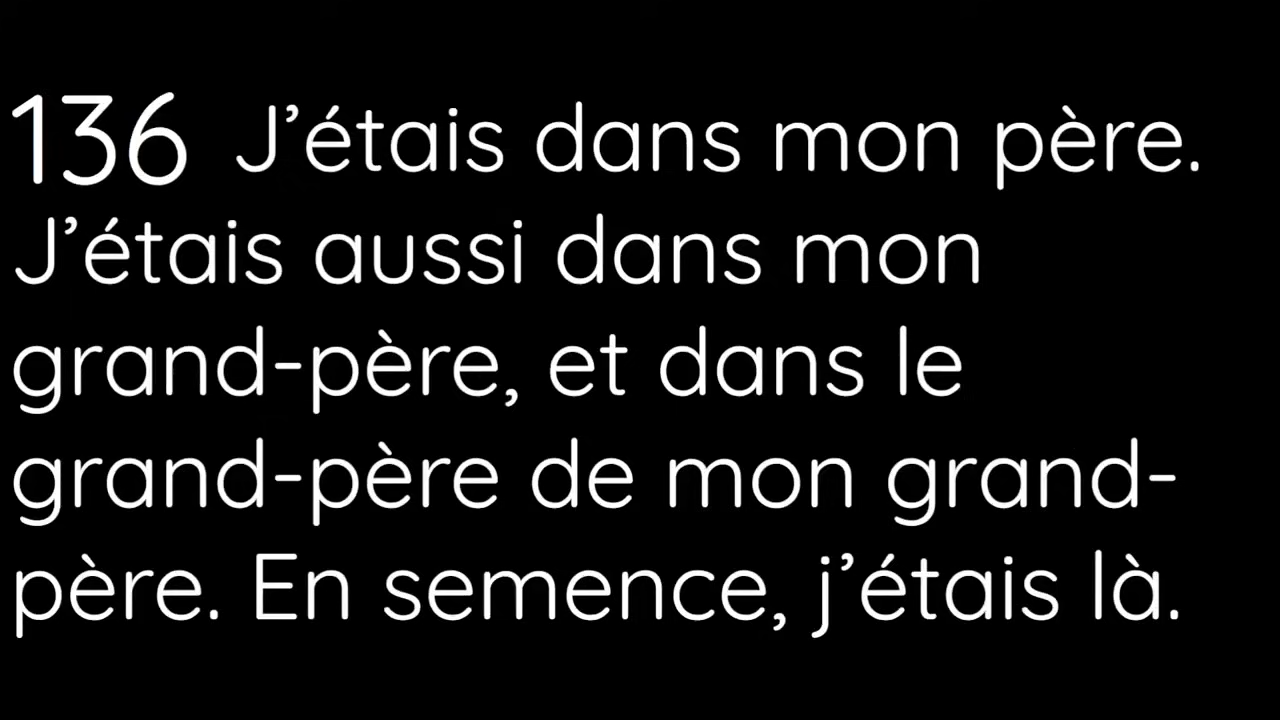 136 J’étais dans mon père.
J’étais aussi dans mon
grand-père, et dans le
grand-père de mon grand-
père. En semence, j’étais là.